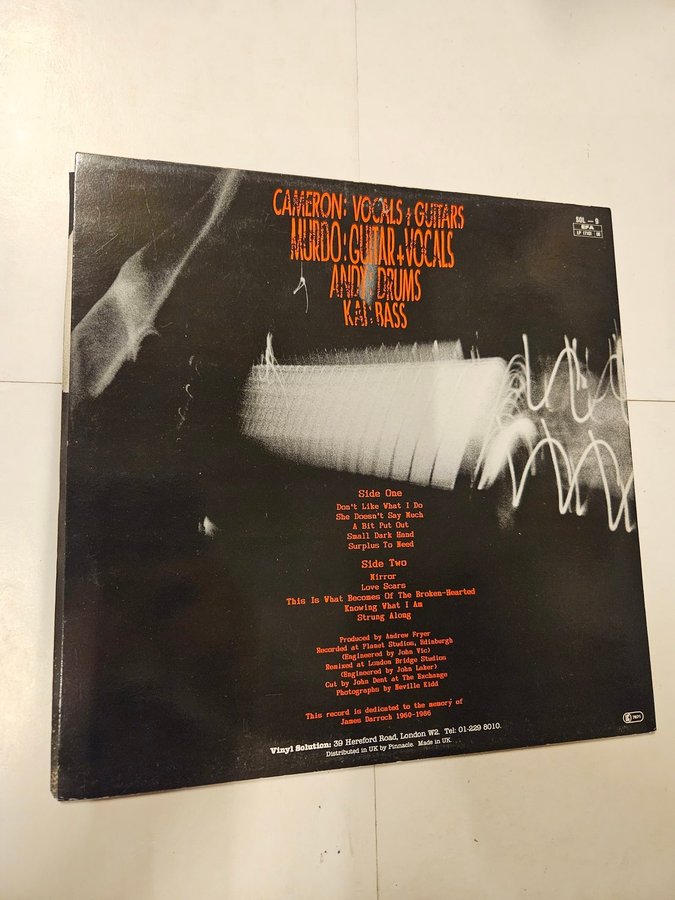 CAMERON: VOCALS + GUITARS
MURDO: GUITAR + VOCALS
ANDY: DRUMS
KAI: BASS
SOL — 9
EFA
LP
Side One
Don't Like What I Do
She Doesn't Say Much
A Bit Put Out
Small Dark Hand
Surplus To Need
Side Two
Mirror
Love Scars
This Is What Becomes Of The Broken-Hearted
Knowing What I Am
Strung Along
Produced by Andrew Fryer
Recorded at Planet Studios, Edinburgh
(Engineered by John Vic)
Remixed at London Bridge Studios
(Engineered by John Laker)
Cut by John Dent at The Exchange
Photographs by Neville Kidd
This record is dedicated to the memory of
James Darroch 1960-1986
Vinyl Solution: 39 Hereford Road, London W2. Tel: 01-229 8010.
Distributed in UK by Pinnacle. Made in UK.